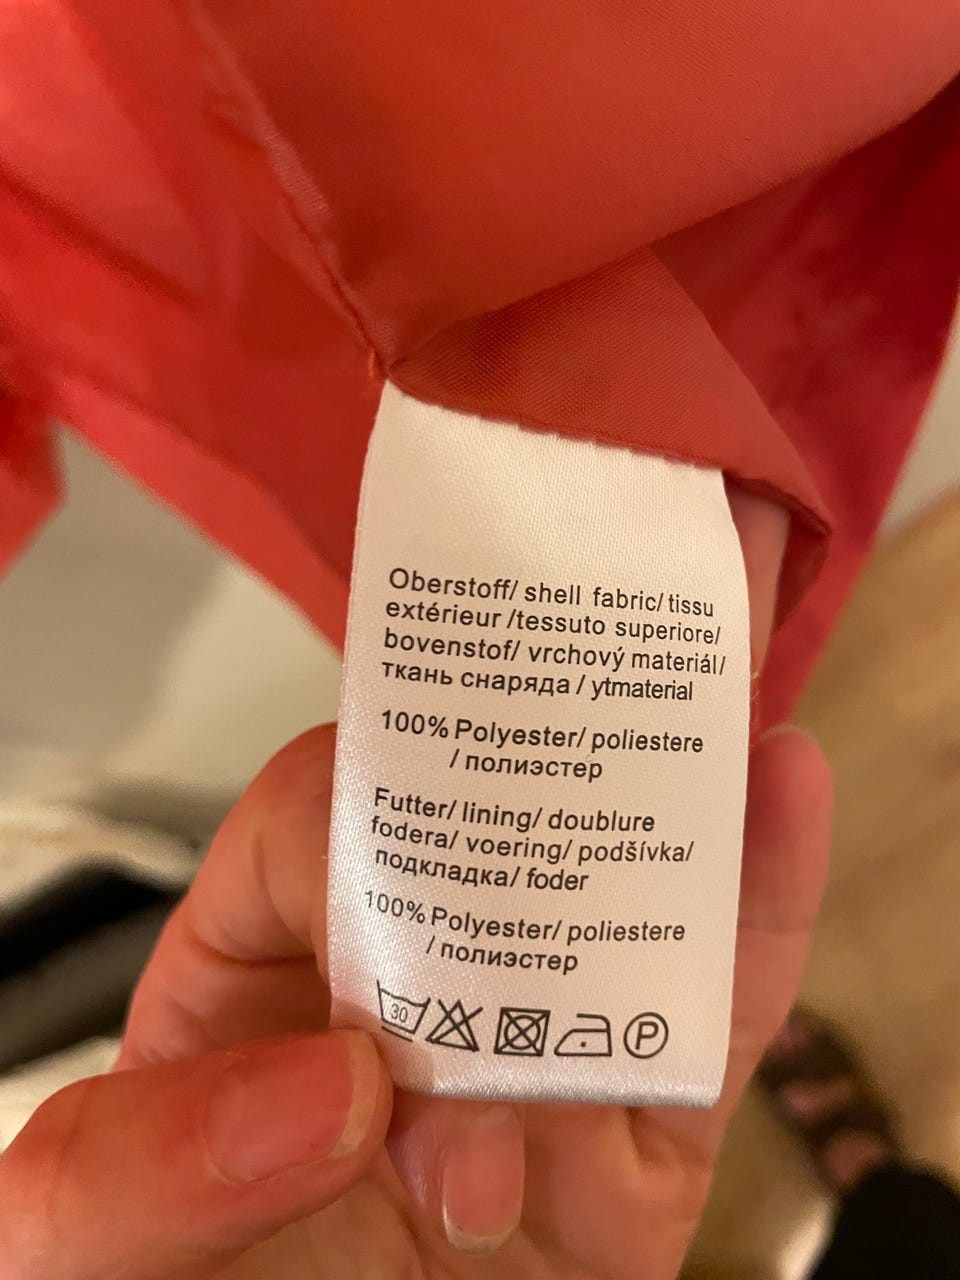 Oberstoff/ shell fabric/ tissu
extérieur /tessuto superiore/
bovenstof/ vrchový materiál/
ткань снаряда / ytmaterial
100% Polyester/ poliestere
/ полиэстер
Futter/ lining/ doublure
fodera/ voering/ podšívka/
подкладка/ foder
100% Polyester/ poliestere
/ полиэстер
30 P